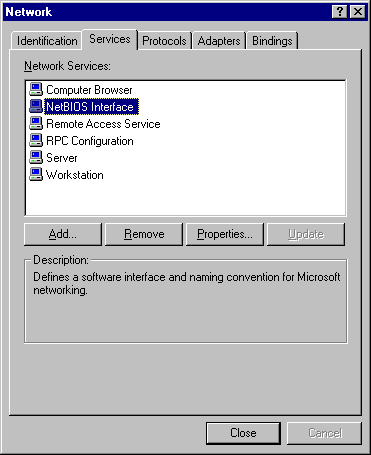 Network
Identification Services Protocols Adapters Bindings
Network Services:
Computer Browser
NetBIOS Interface
Remote Access Service
RPC Configuration
Server
Workstation
Add... Remove Properties... Update
Description:
Defines a software interface and naming convention for Microsoft
networking.
Close Cancel